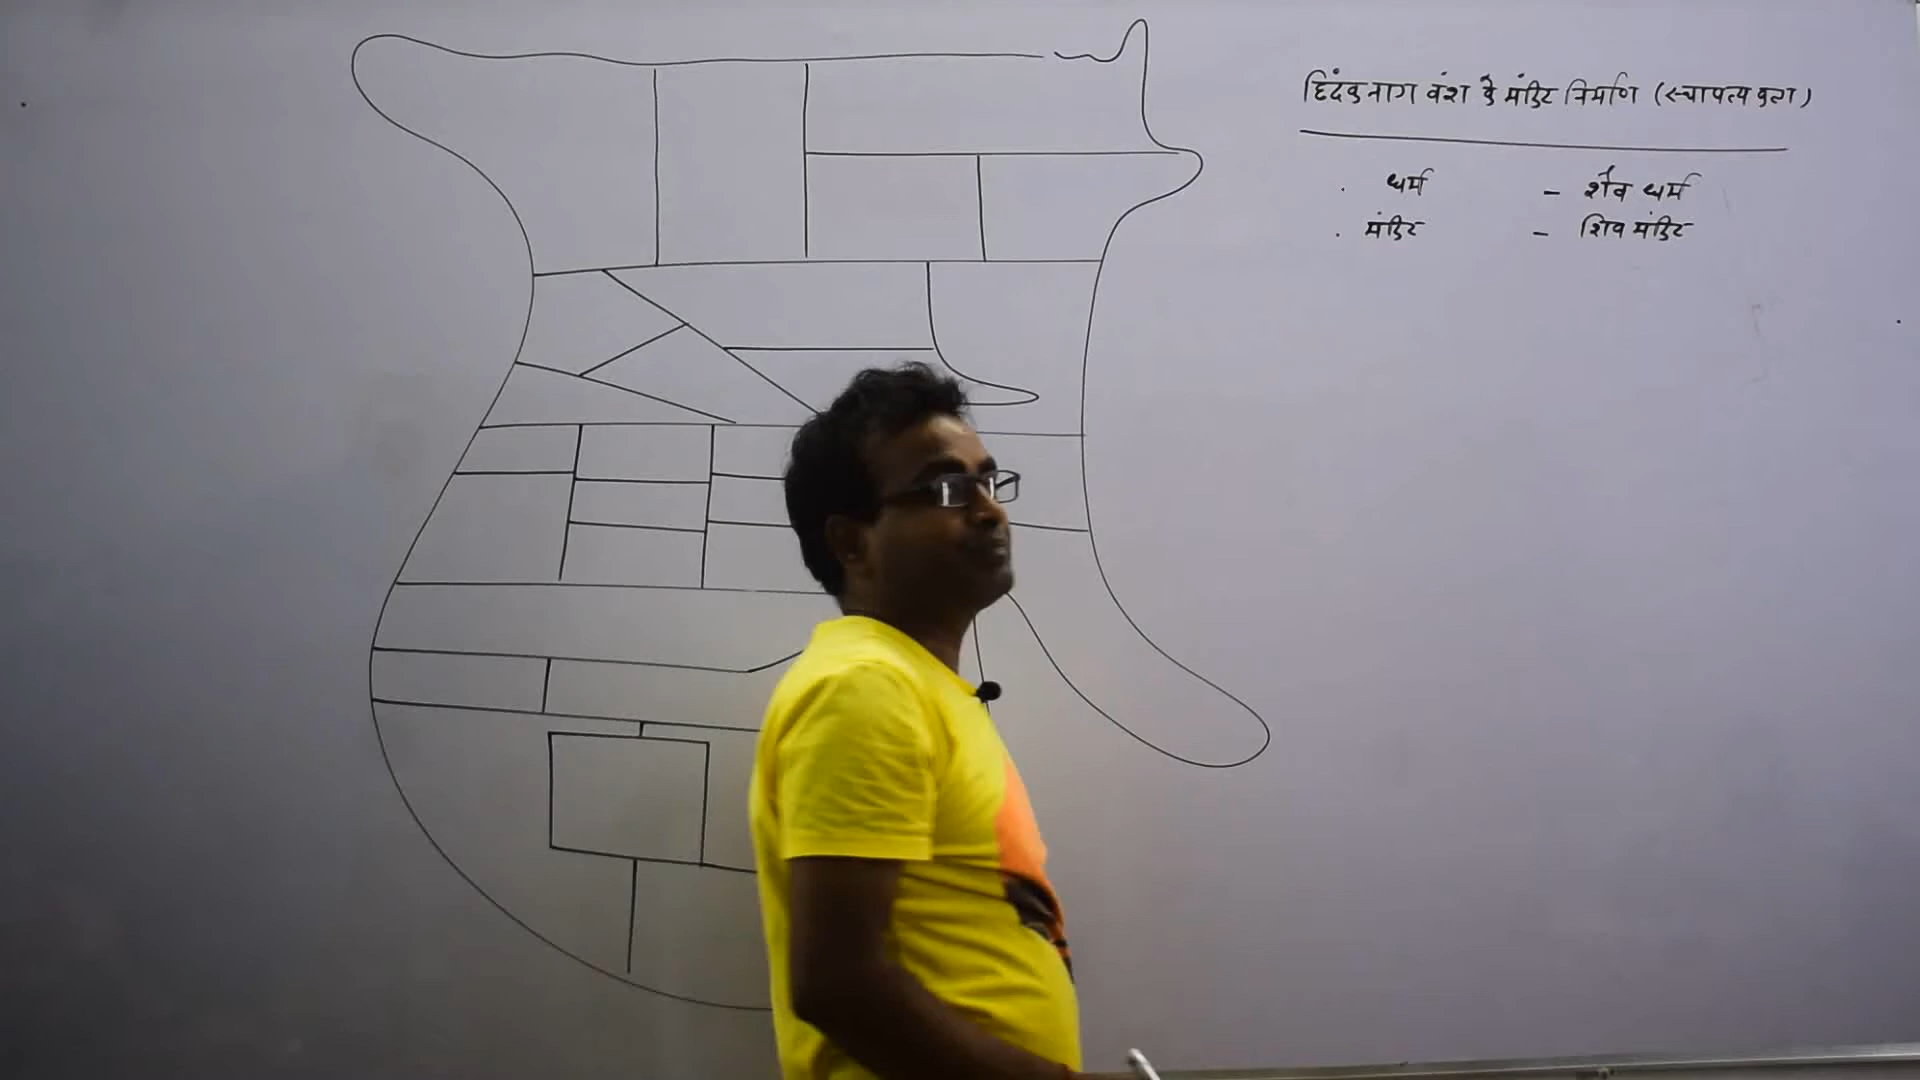 छिंदक नाग वंश के मंदिर निर्माण (स्थापत्य कला)
. धर्म - शैव धर्म
. मंदिर - शिव मंदिर